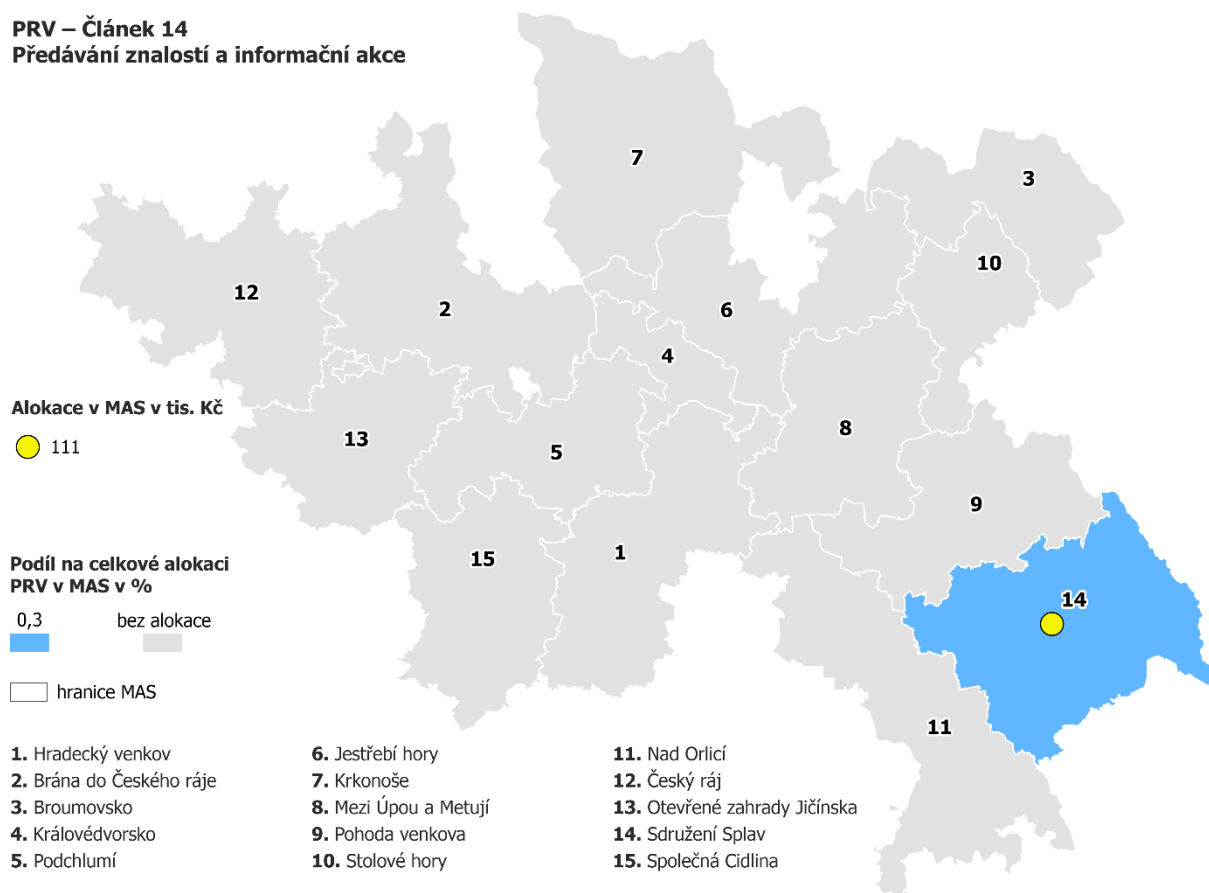 PRV – Článek 14
Předávání znalostí a informační akce
7
3
10
12
2
6
4
Alokace v MAS v tis. Kč
111
13
5
8
9
15
1
Podíl na celkové alokaci
PRV v MAS v %
0,3
bez alokace
14
hranice MAS
11
1. Hradecký venkov
2. Brána do Českého ráje
3. Broumovsko
4. Královédvorsko
5. Podchlumí
6. Jestřebí hory
7. Krkonoše
8. Mezi Úpou a Metují
9. Pohoda venkova
10. Stolové hory
11. Nad Orlicí
12. Český ráj
13. Otevřené zahrady Jičínska
14. Sdružení Splav
15. Společná Cidlina